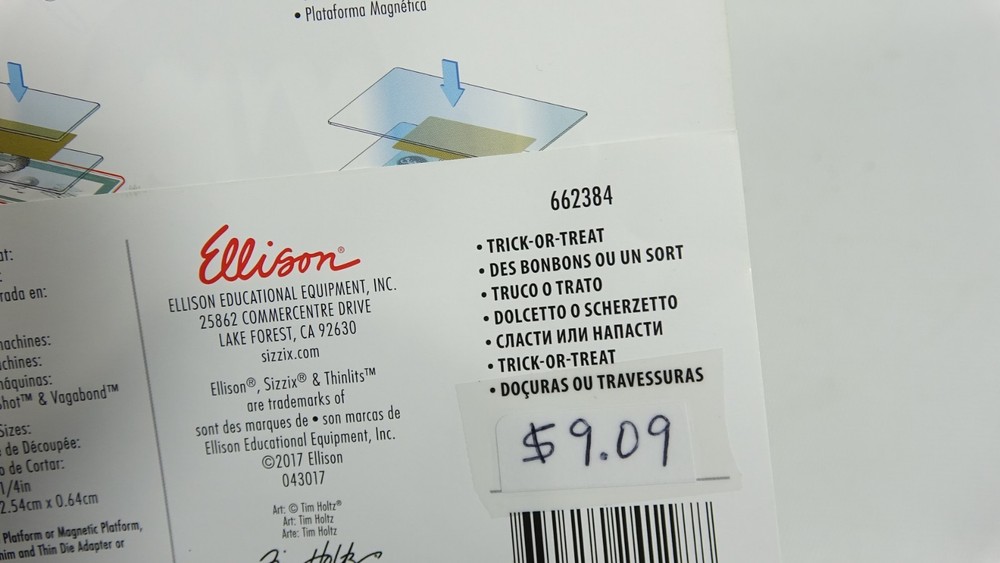 • Plataforma Magnética
662384
• TRICK-OR-TREAT
• DES BONBONS OU UN SORT
• TRUCO O TRATO
• DOLCETTO O SCHERZETTO
• СЛАСТИ ИЛИ НАПАСТИ
• TRICK-OR-TREAT
• DOÇURAS OU TRAVESSURAS
$9.09
Ellison®
ELLISON EDUCATIONAL EQUIPMENT, INC.
25862 COMMERCENTRE DRIVE
LAKE FOREST, CA 92630
sizzix.com
Ellison®, Sizzix® & Thinlits™
are trademarks of
sont des marques de • son marcas de
Ellison Educational Equipment, Inc.
©2017 Ellison
043017
Art: © Tim Holtz®
Art: Tim Holtz
Arte: Tim Holtz
Tim Holtz
at:
:
rada en:
achines:
chines:
áquinas:
Shot™ & Vagabond™
Sizes:
de Découpée:
o de Cortar:
1/4in
2.54cm x 0.64cm
Platform or Magnetic Platform,
him and Thin Die Adapter or